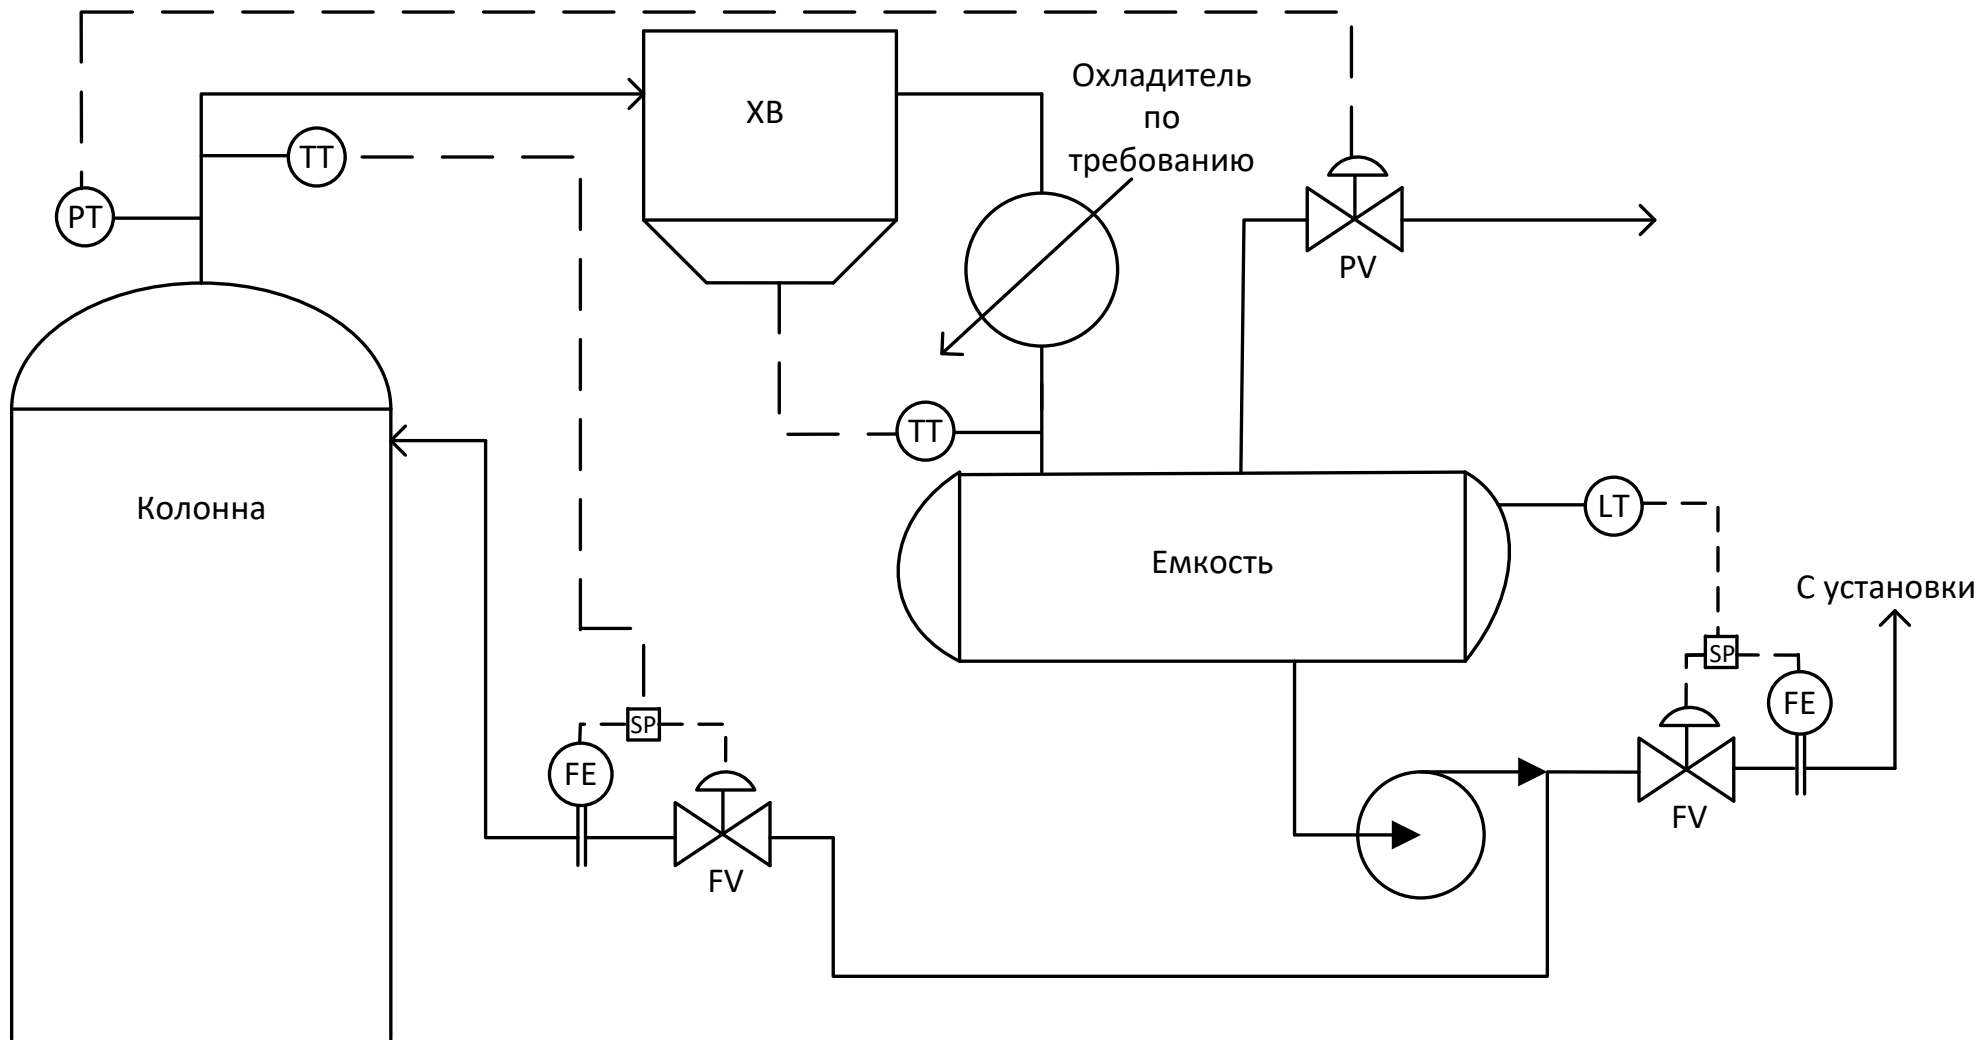 ХВ
Охладитель
по
требованию
TT
PT
PV
TT
Колонна
LT
Емкость
С установки
SP
FE
SP
FE
FV
FV